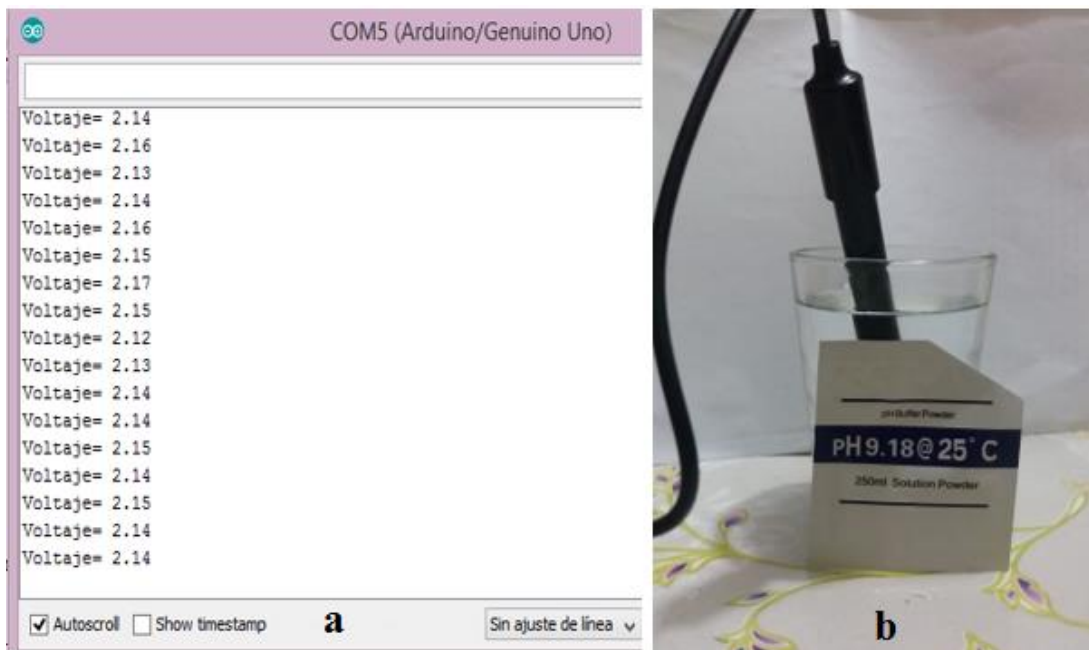 COM5 (Arduino/Genuino Uno)
Voltaje= 2.14
Voltaje= 2.16
Voltaje= 2.13
Voltaje= 2.14
Voltaje= 2.16
Voltaje= 2.15
Voltaje= 2.17
Voltaje= 2.15
Voltaje= 2.12
Voltaje= 2.13
Voltaje= 2.14
Voltaje= 2.14
Voltaje= 2.15
Voltaje= 2.14
Voltaje= 2.15
Voltaje= 2.14
Voltaje= 2.14
Autoscroll Show timestamp a Sin ajuste de línea
pH Buffer Powder
pH 9.18@25°C
250ml Solution Powder
b